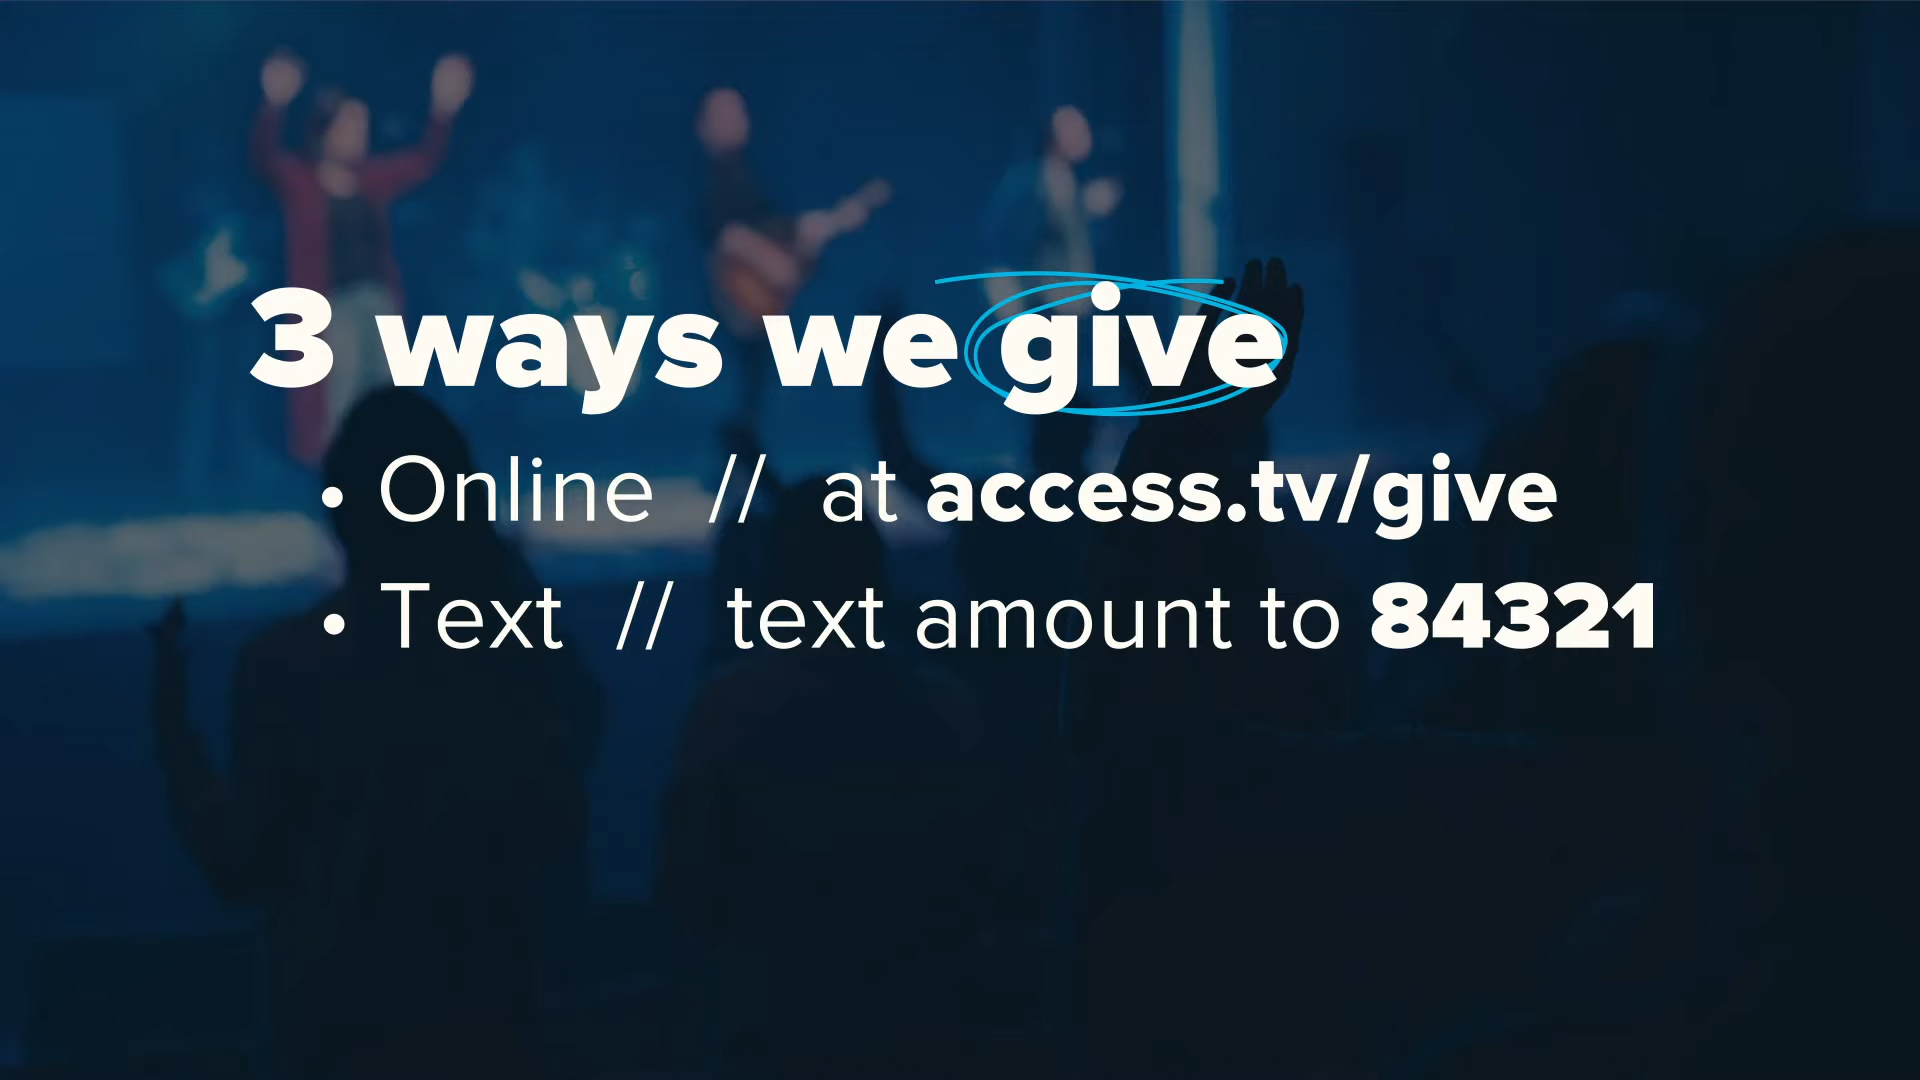 3 ways we give
• Online // at access.tv/give
• Text // text amount to 84321